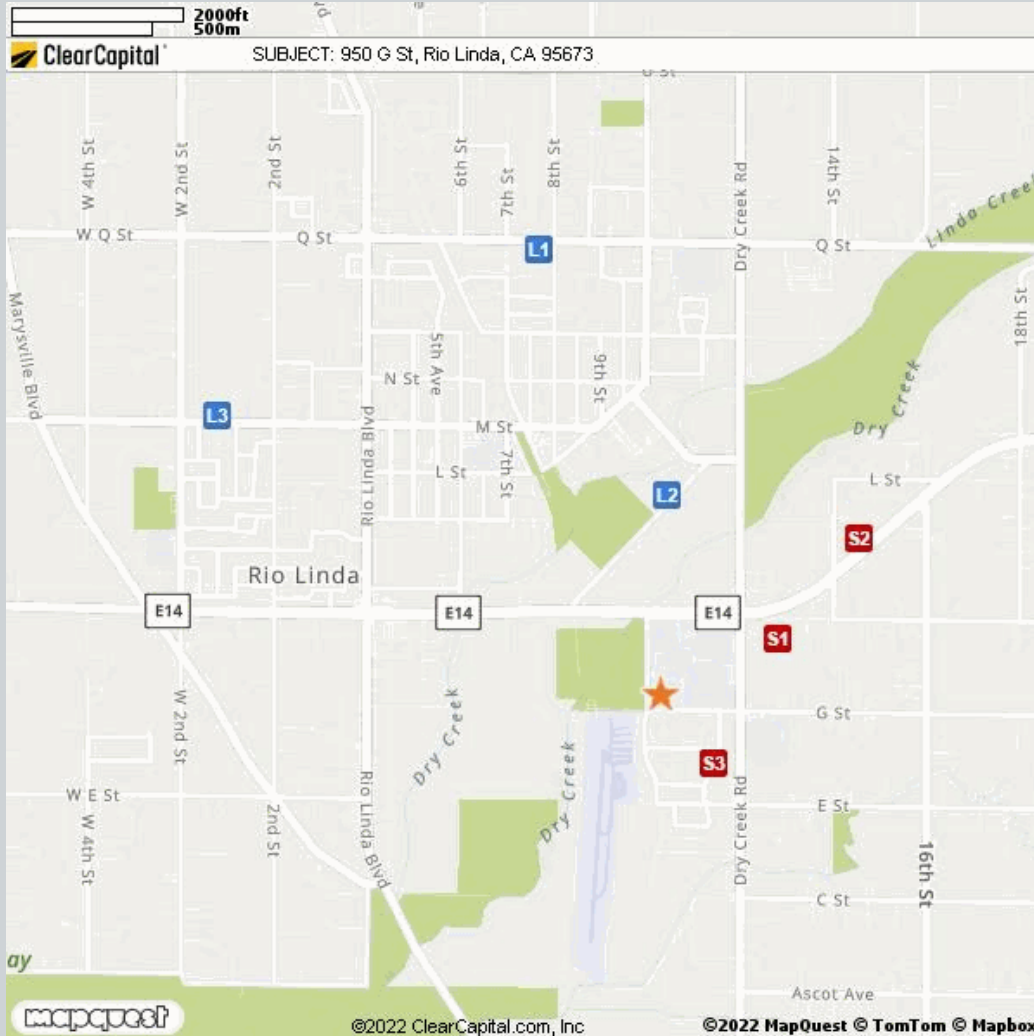 2000ft
500m
ClearCapital
SUBJECT: 950 G St, Rio Linda, CA 95673
W 4th St
W 2nd St
2nd St
6th St
7th St
8th St
Dry Creek Rd
14th St
Linda Creek
W Q St
Q St
L1
Q St
Marysville Blvd
18th St
5th Ave
9th St
N St
Dry Creek
L3
Rio Linda Blvd
M St
L St
7th St
L2
L St
S2
Rio Linda
E14
E14
E14
S1
W 2nd St
Dry Creek
G St
Dry Creek
S3
W E St
W 4th St
2nd St
Rio Linda Blvd
Dry Creek Rd
E St
16th St
C St
ay
Ascot Ave
mapquest
©2022 ClearCapital.com, Inc
©2022 MapQuest © TomTom © Mapbox